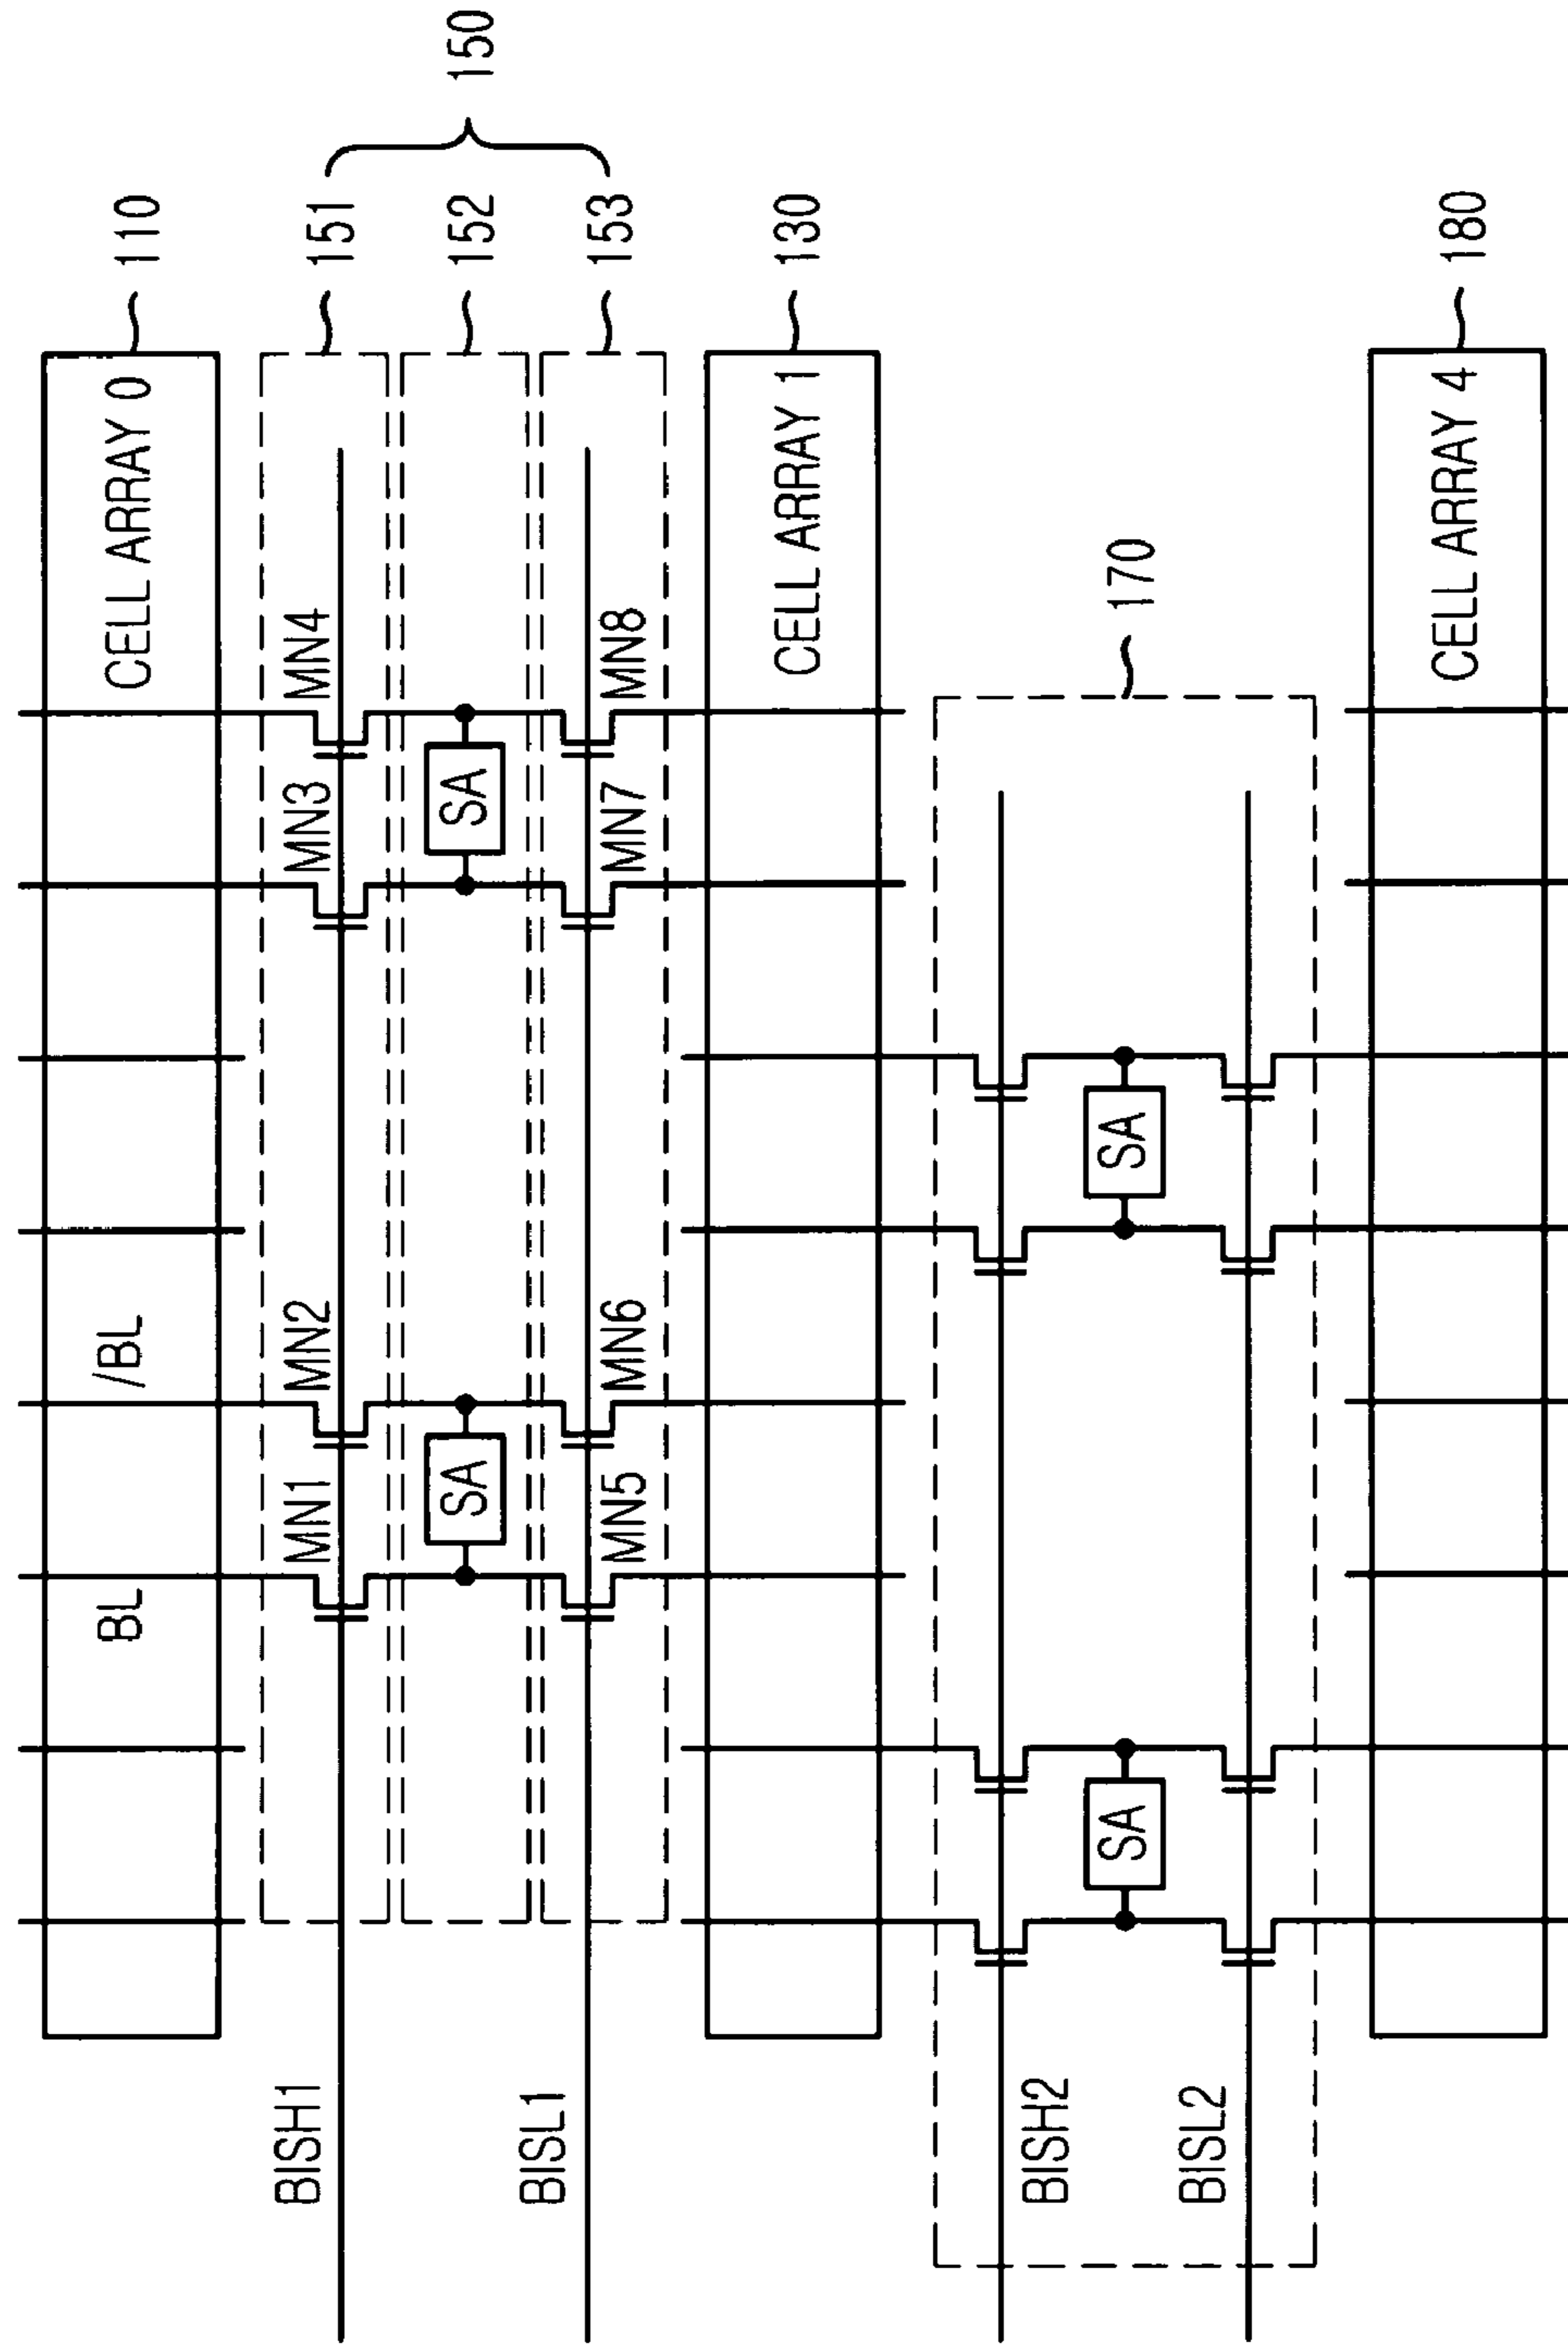 CELL ARRAY 0
110
BL
/BL
BISH1
MN1
MN2
MN3
MN4
151
SA
SA
152
150
BISL1
MN5
MN6
MN7
MN8
153
CELL ARRAY 1
130
BISH2
SA
SA
170
BISL2
CELL ARRAY 4
180